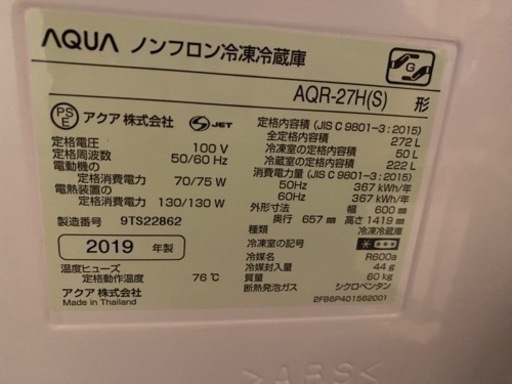 AQUA ノンフロン冷凍冷蔵庫
G
AQR-27H(S) 形
PS E アクア 株式会社 S JET
定格電圧 100 V
定格周波数 50/60 Hz
電動機の
定格消費電力 70/75 W
電熱装置の
定格消費電力 130/130 W
製造番号 9TS22862
2019 年製
温度ヒューズ
定格動作温度 76℃
アクア 株式会社
Made in Thailand
定格内容積 (JIS C 9801-3:2015)
全定格内容積 272 L
冷凍室の定格内容積 50 L
冷蔵室の定格内容積 222 L
消費電力量 (JIS C 9801-3:2015)
50Hz 367 kWh/年
60Hz 367 kWh/年
外形寸法 幅 600 mm
奥行 657 mm 高さ 1419 mm
種類 冷凍冷蔵庫
冷凍室の記号
冷媒名 R600a
冷媒封入量 44 g
質量 60 kg
断熱発泡ガス シクロペンタン
2FB6P401562001
>ABS<